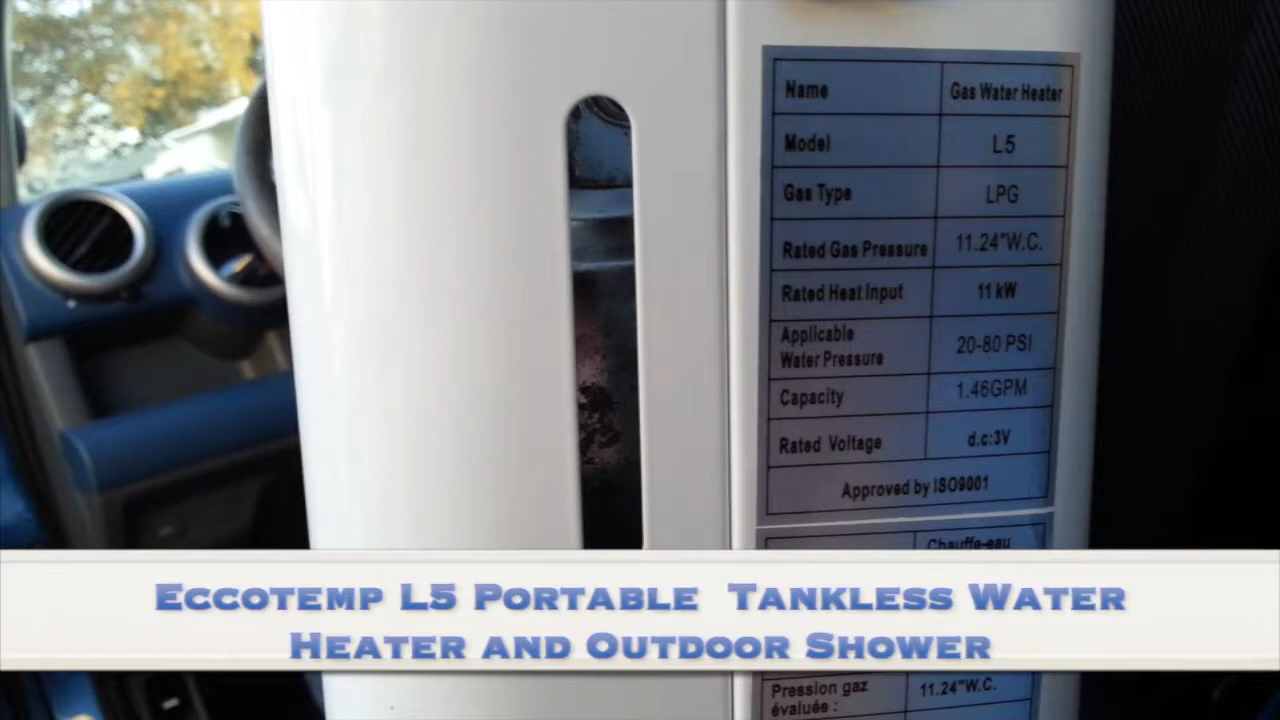 Name Gas Water Heater
Model L5
Gas Type LPG
Rated Gas Pressure 11.24"W.C.
Rated Heat Input 11 kW
Applicable
Water Pressure 20-80 PSI
Capacity 1.46GPM
Rated Voltage d.c:3V
Approved by ISO9001
Chauffe-eau
Eccotemp L5 Portable Tankless Water
Heater and Outdoor Shower
Pression gaz
évaluée : 11.24"W.C.